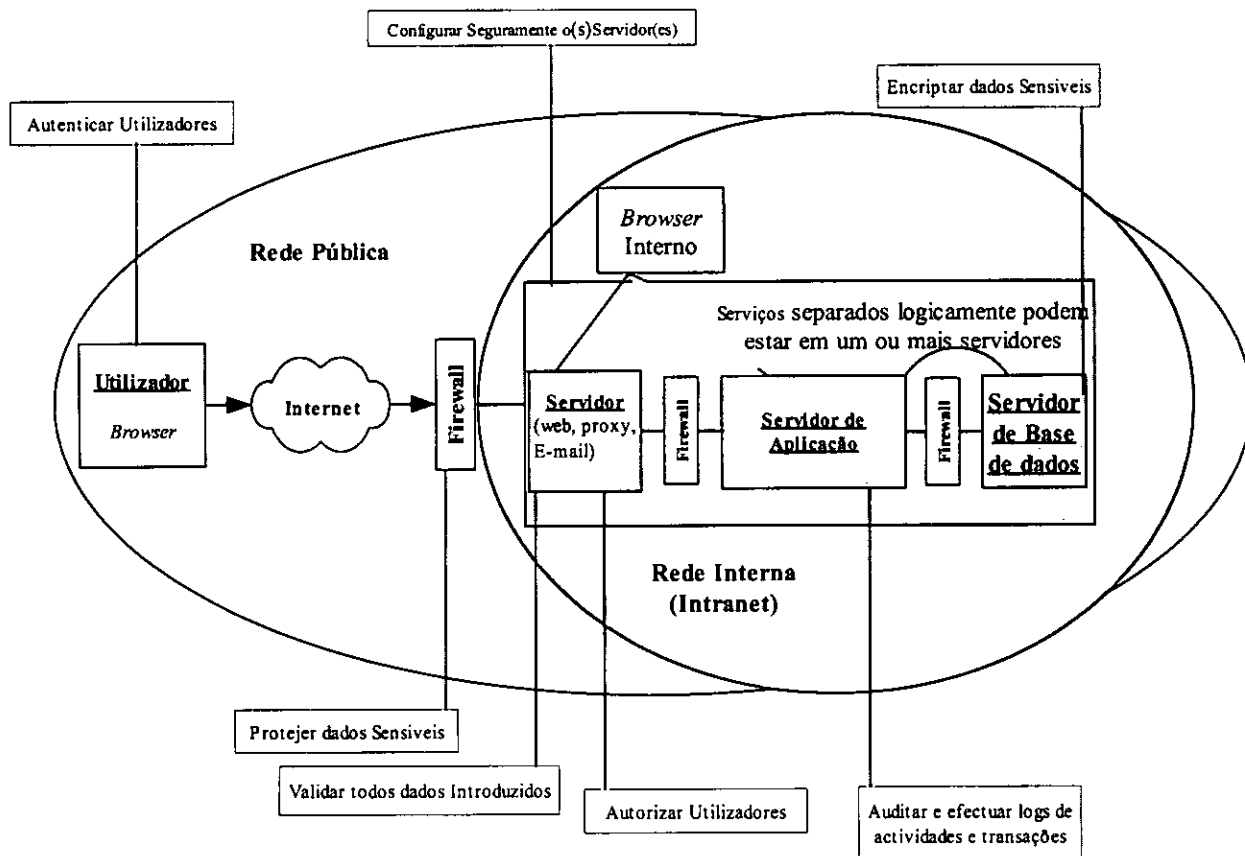 Configurar Seguramente o(s)Servidor(es)
Encriptar dados Sensiveis
Autenticar Utilizadores
Browser
Interno
Rede Pública
Serviços separados logicamente podem
estar em um ou mais servidores
Utilizador
Browser
Internet
Firewall
Servidor
(web, proxy,
E-mail)
Firewall
Servidor de
Aplicação
Firewall
Servidor
de Base
de dados
Rede Interna
(Intranet)
Protejer dados Sensiveis
Validar todos dados Introduzidos
Autorizar Utilizadores
Auditar e efectuar logs de
actividades e transações